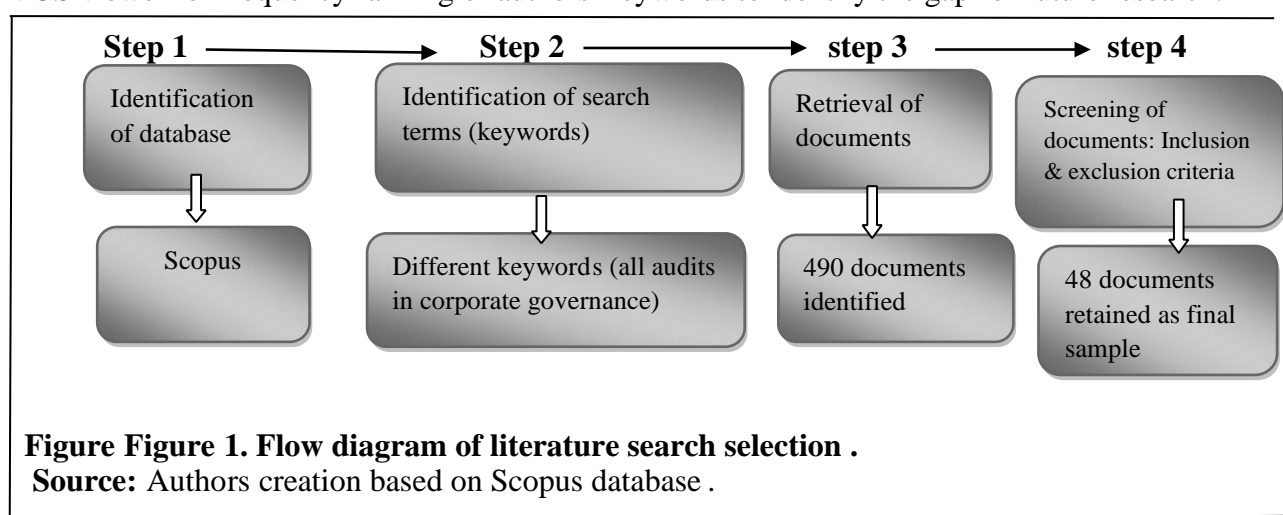 Step 1 Step 2 step 3 step 4
Identification
of database
Identification of search
terms (keywords)
Retrieval of
documents
Screening of
documents: Inclusion
& exclusion criteria
Scopus
Different keywords (all audits
in corporate governance)
490 documents
identified
48 documents
retained as final
sample
Figure Figure 1. Flow diagram of literature search selection .
Source: Authors creation based on Scopus database .